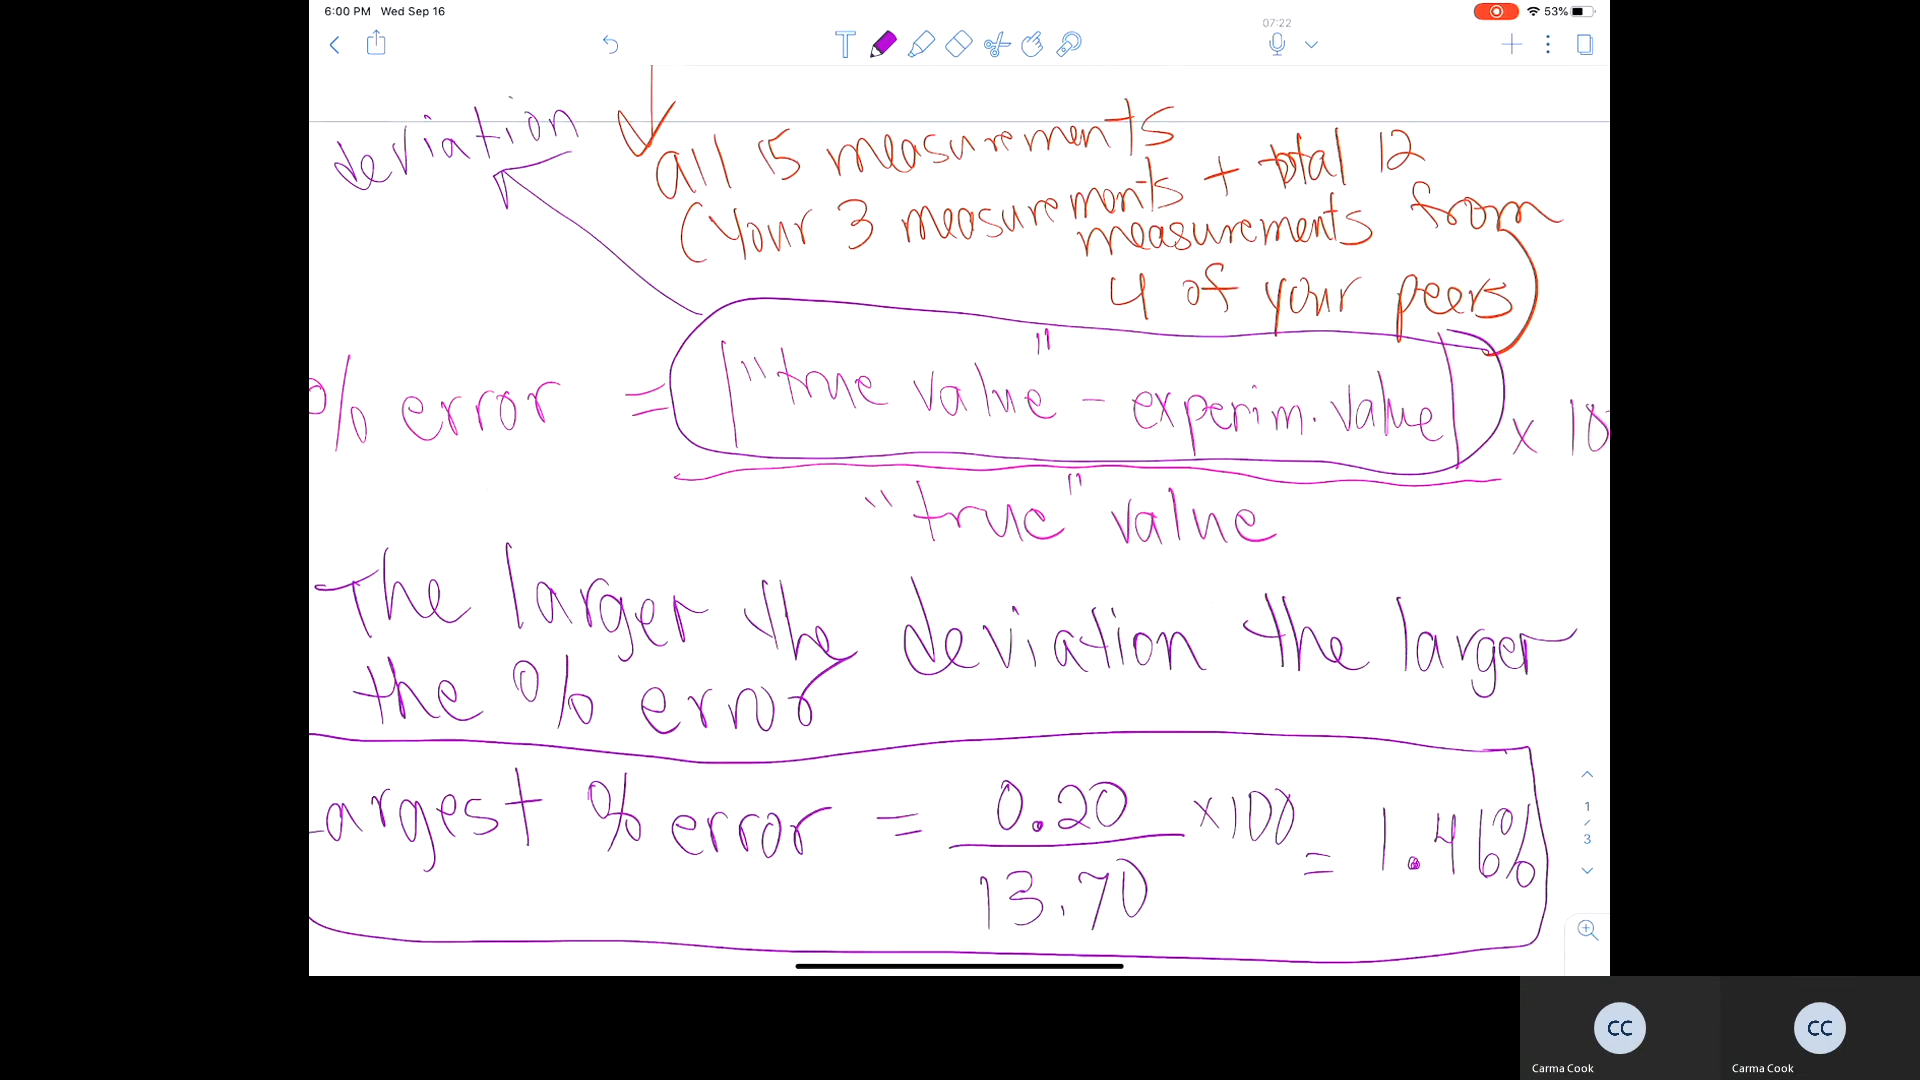 6:00 PM Wed Sep 16
53%
07:22
deviation
all 15 measurements
(Your 3 measurements + total 12
measurements from
4 of your peers
% error = |"true value" - experim. value| x 10
"true" value
The larger the deviation the larger
the % error
argest % error = 0.20 x100 = 1.46%
13.70
1
3
CC CC
Carma Cook Carma Cook